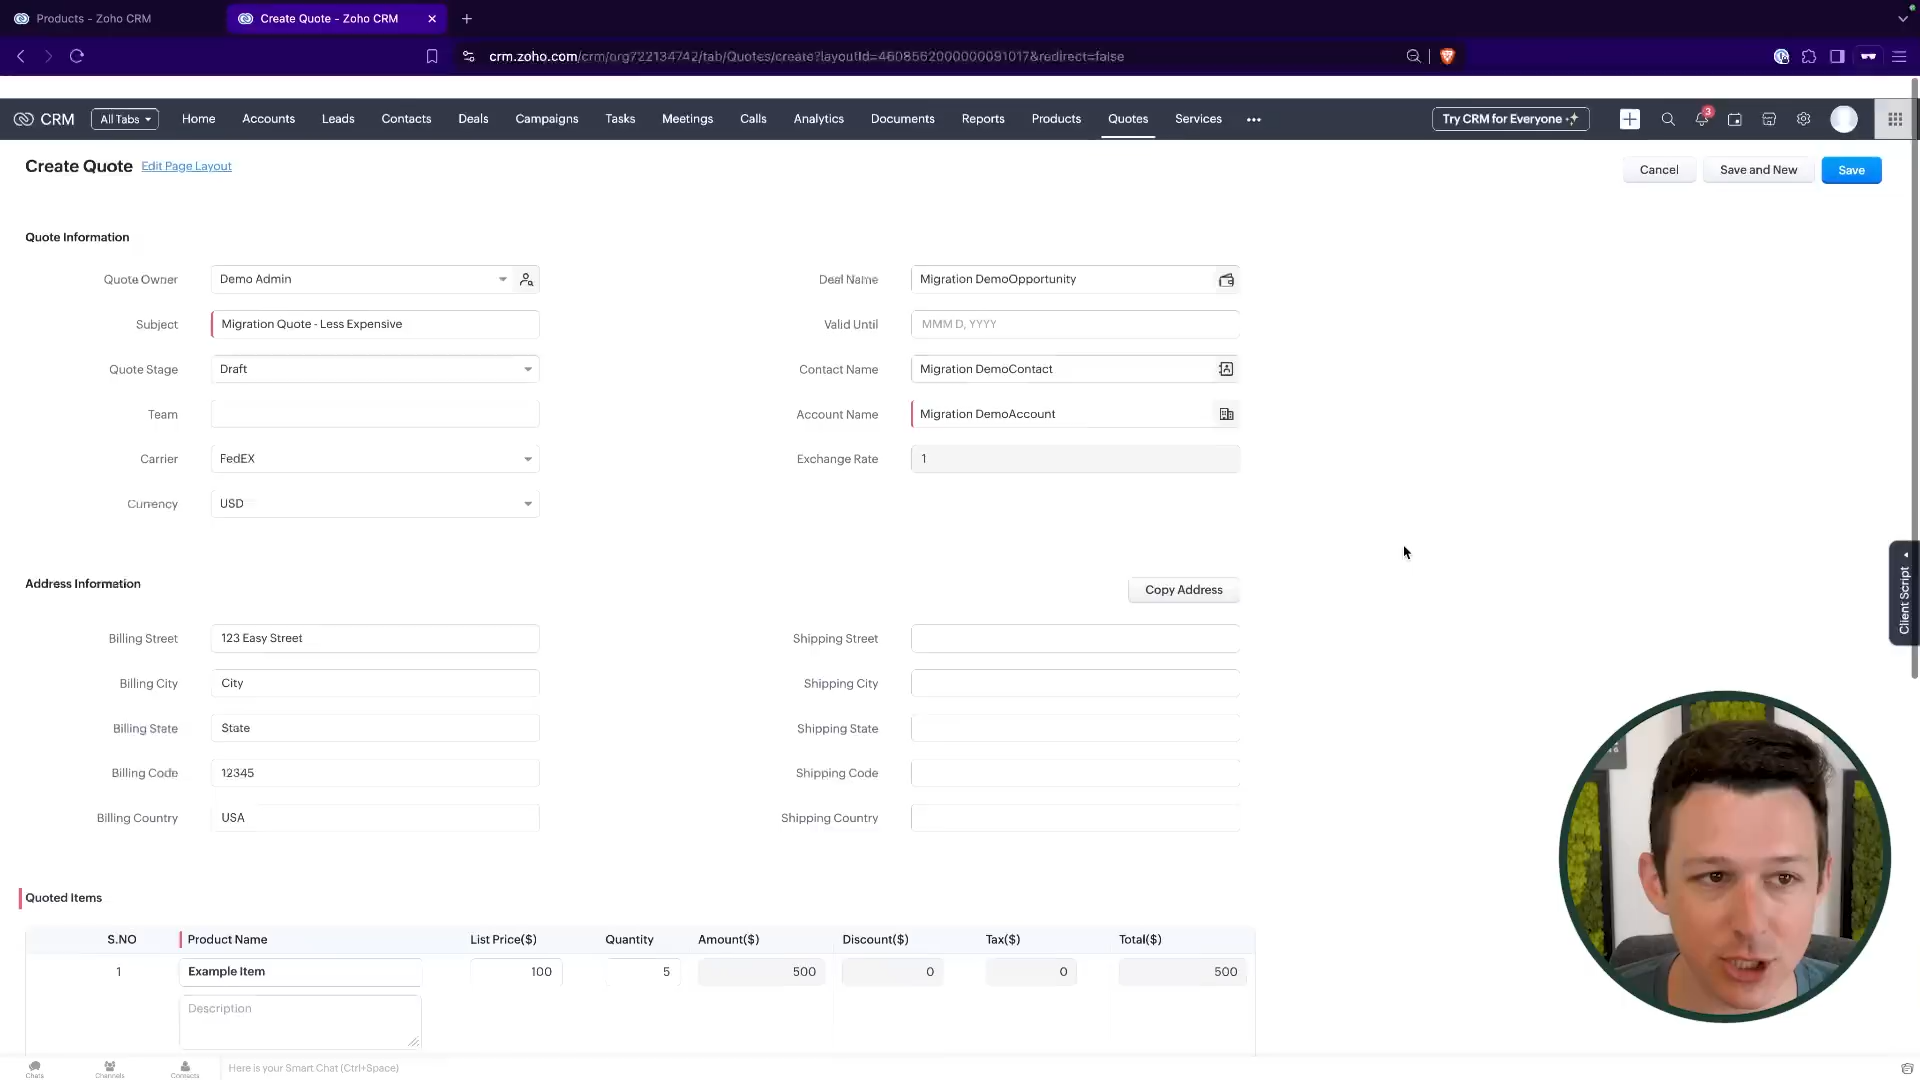 Products - Zoho CRM
Create Quote - Zoho CRM
crm.zoho.com/crm/org722134742/tab/Quotes/create?layoutId=4608562000000091017&redirect=false
CRM
All Tabs
Home
Accounts
Leads
Contacts
Deals
Campaigns
Tasks
Meetings
Calls
Analytics
Documents
Reports
Products
Quotes
Services
Try CRM for Everyone
3
Create Quote
Edit Page Layout
Cancel
Save and New
Save
Quote Information
Quote Owner
Demo Admin
Deal Name
Migration DemoOpportunity
Subject
Migration Quote - Less Expensive
Valid Until
MMM D, YYYY
Quote Stage
Draft
Contact Name
Migration DemoContact
Team
Account Name
Migration DemoAccount
Carrier
FedEX
Exchange Rate
1
Currency
USD
Client Script
Address Information
Copy Address
Billing Street
123 Easy Street
Shipping Street
Billing City
City
Shipping City
Billing State
State
Shipping State
Billing Code
12345
Shipping Code
Billing Country
USA
Shipping Country
Quoted Items
S.NO
Product Name
List Price($)
Quantity
Amount($)
Discount($)
Tax($)
Total($)
1
Example Item
100
5
500
0
0
500
Description
Chats
Channels
Contacts
Here is your Smart Chat (Ctrl+Space)